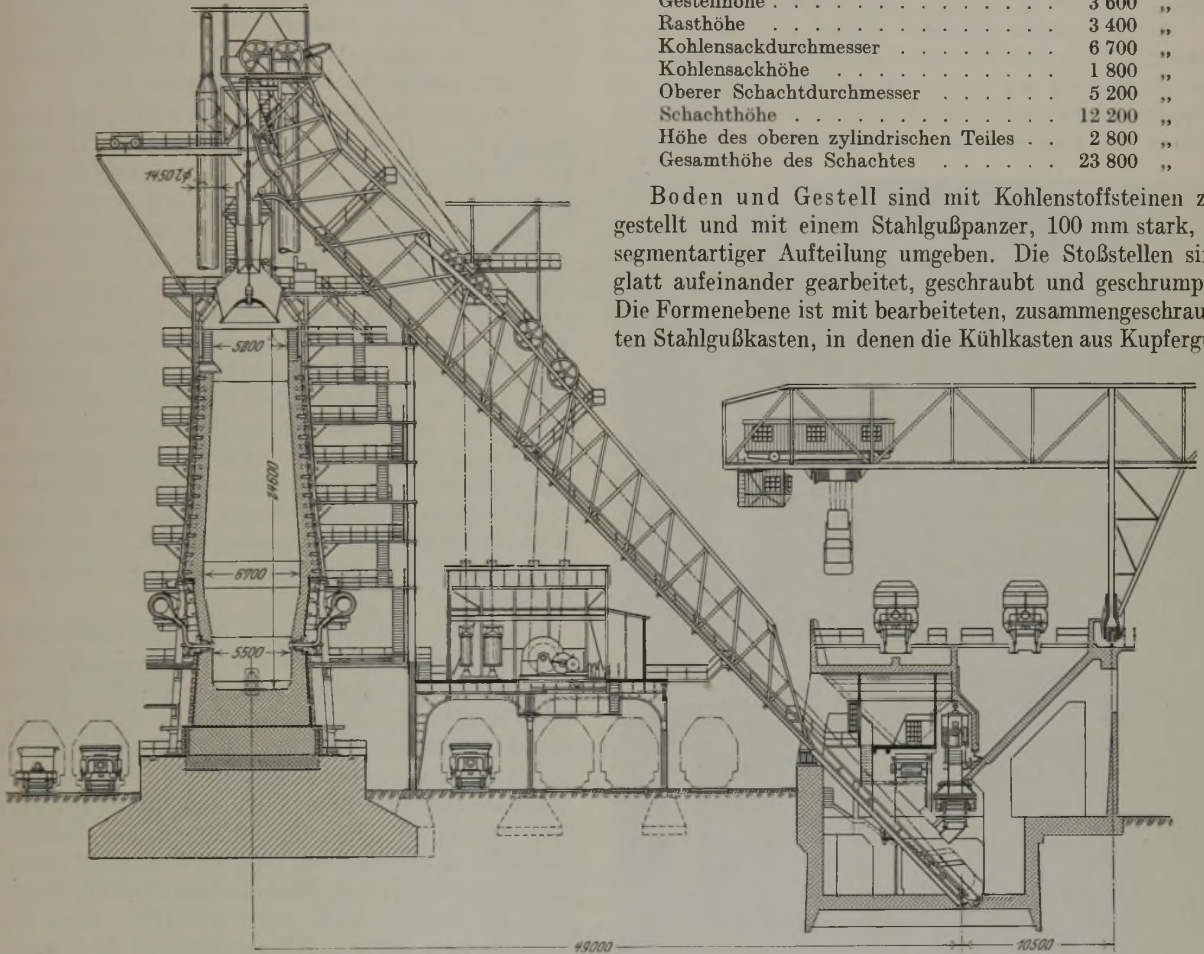 Gestellhöhe . . . . . . . . . . . . . . . 3 600 „
Rasthöhe . . . . . . . . . . . . . . . 3 400 „
Kohlensackdurchmesser . . . . . . . . 6 700 „
Kohlensackhöhe . . . . . . . . . . . 1 800 „
Oberer Schachtdurchmesser . . . . . . 5 200 „
Schachthöhe . . . . . . . . . . . . . . 12 200 „
Höhe des oberen zylindrischen Teiles . . 2 800 „
Gesamthöhe des Schachtes . . . . . . 23 800 „
Boden und Gestell sind mit Kohlenstoffsteinen z
gestellt und mit einem Stahlgußpanzer, 100 mm stark,
segmentartiger Aufteilung umgeben. Die Stoßstellen si
glatt aufeinander gearbeitet, geschraubt und geschrump
Die Formenebene ist mit bearbeiteten, zusammengeschrau
ten Stahlgußkasten, in denen die Kühlkasten aus Kupfergu
1450 l⌀
5200
24600
6700
5500
49000
10500